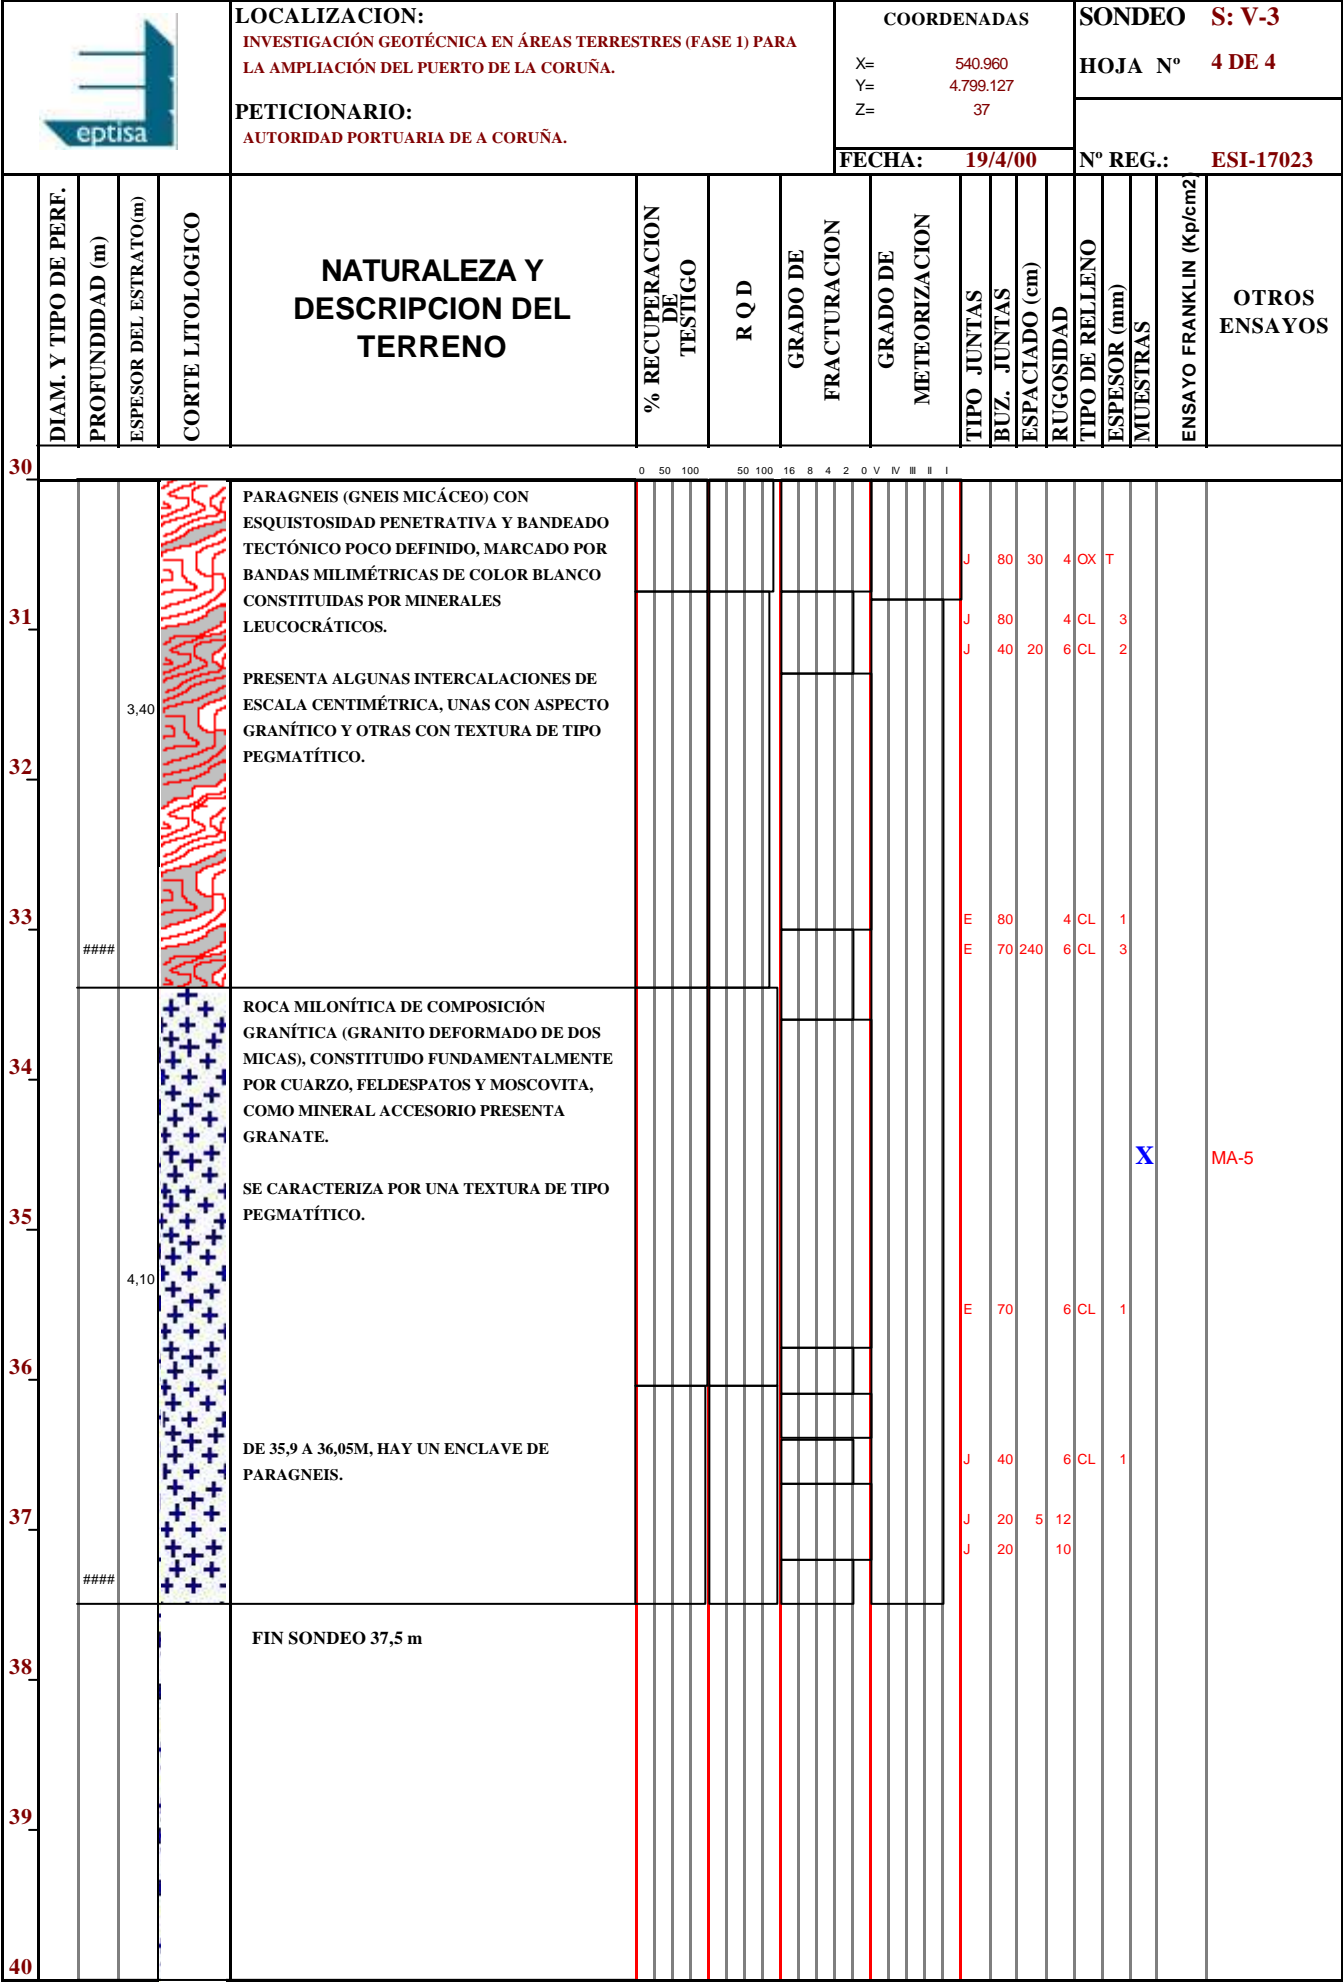 eptisa
LOCALIZACION:
INVESTIGACIÓN GEOTÉCNICA EN ÁREAS TERRESTRES (FASE 1) PARA
LA AMPLIACIÓN DEL PUERTO DE LA CORUÑA.
PETICIONARIO:
AUTORIDAD PORTUARIA DE A CORUÑA.
COORDENADAS
X= 540.960
Y= 4.799.127
Z= 37
FECHA: 19/4/00
SONDEO S: V-3
HOJA Nº 4 DE 4
Nº REG.: ESI-17023
DIAM. Y TIPO DE PERF.
PROFUNDIDAD (m)
ESPESOR DEL ESTRATO(m)
CORTE LITOLOGICO
NATURALEZA Y
DESCRIPCION DEL
TERRENO
% RECUPERACION
DE
TESTIGO
R Q D
GRADO DE
FRACTURACION
GRADO DE
METEORIZACION
TIPO JUNTAS
BUZ. JUNTAS
ESPACIADO (cm)
RUGOSIDAD
TIPO DE RELLENO
ESPESOR (mm)
MUESTRAS
ENSAYO FRANKLIN (Kp/cm2)
OTROS
ENSAYOS
30
0 50 100 50 100 16 8 4 2 0 V IV III II I
PARAGNEIS (GNEIS MICÁCEO) CON
ESQUISTOSIDAD PENETRATIVA Y BANDEADO
TECTÓNICO POCO DEFINIDO, MARCADO POR
BANDAS MILIMÉTRICAS DE COLOR BLANCO
CONSTITUIDAS POR MINERALES
LEUCOCRÁTICOS.
J 80 30 4 OX T
31
J 80 4 CL 3
J 40 20 6 CL 2
PRESENTA ALGUNAS INTERCALACIONES DE
ESCALA CENTIMÉTRICA, UNAS CON ASPECTO
GRANÍTICO Y OTRAS CON TEXTURA DE TIPO
PEGMATÍTICO.
3,40
32
33
E 80 4 CL 1
####
E 70 240 6 CL 3
ROCA MILONÍTICA DE COMPOSICIÓN
GRANÍTICA (GRANITO DEFORMADO DE DOS
MICAS), CONSTITUIDO FUNDAMENTALMENTE
POR CUARZO, FELDESPATOS Y MOSCOVITA,
COMO MINERAL ACCESORIO PRESENTA
GRANATE.
34
X MA-5
SE CARACTERIZA POR UNA TEXTURA DE TIPO
PEGMATÍTICO.
35
4,10
E 70 6 CL 1
36
DE 35,9 A 36,05M, HAY UN ENCLAVE DE
PARAGNEIS.
J 40 6 CL 1
37
J 20 5 12
J 20 10
####
FIN SONDEO 37,5 m
38
39
40